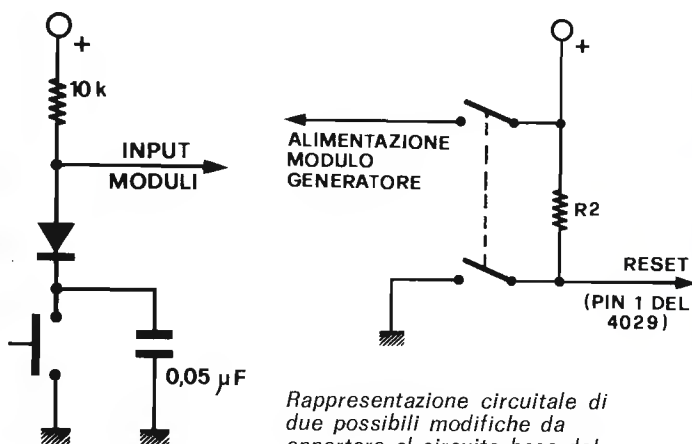 +
10 k
INPUT
MODULI
0,05 µF
+
ALIMENTAZIONE
MODULO
GENERATORE
R2
RESET
(PIN 1 DEL
4029)
Rappresentazione circuitale di
due possibili modifiche da